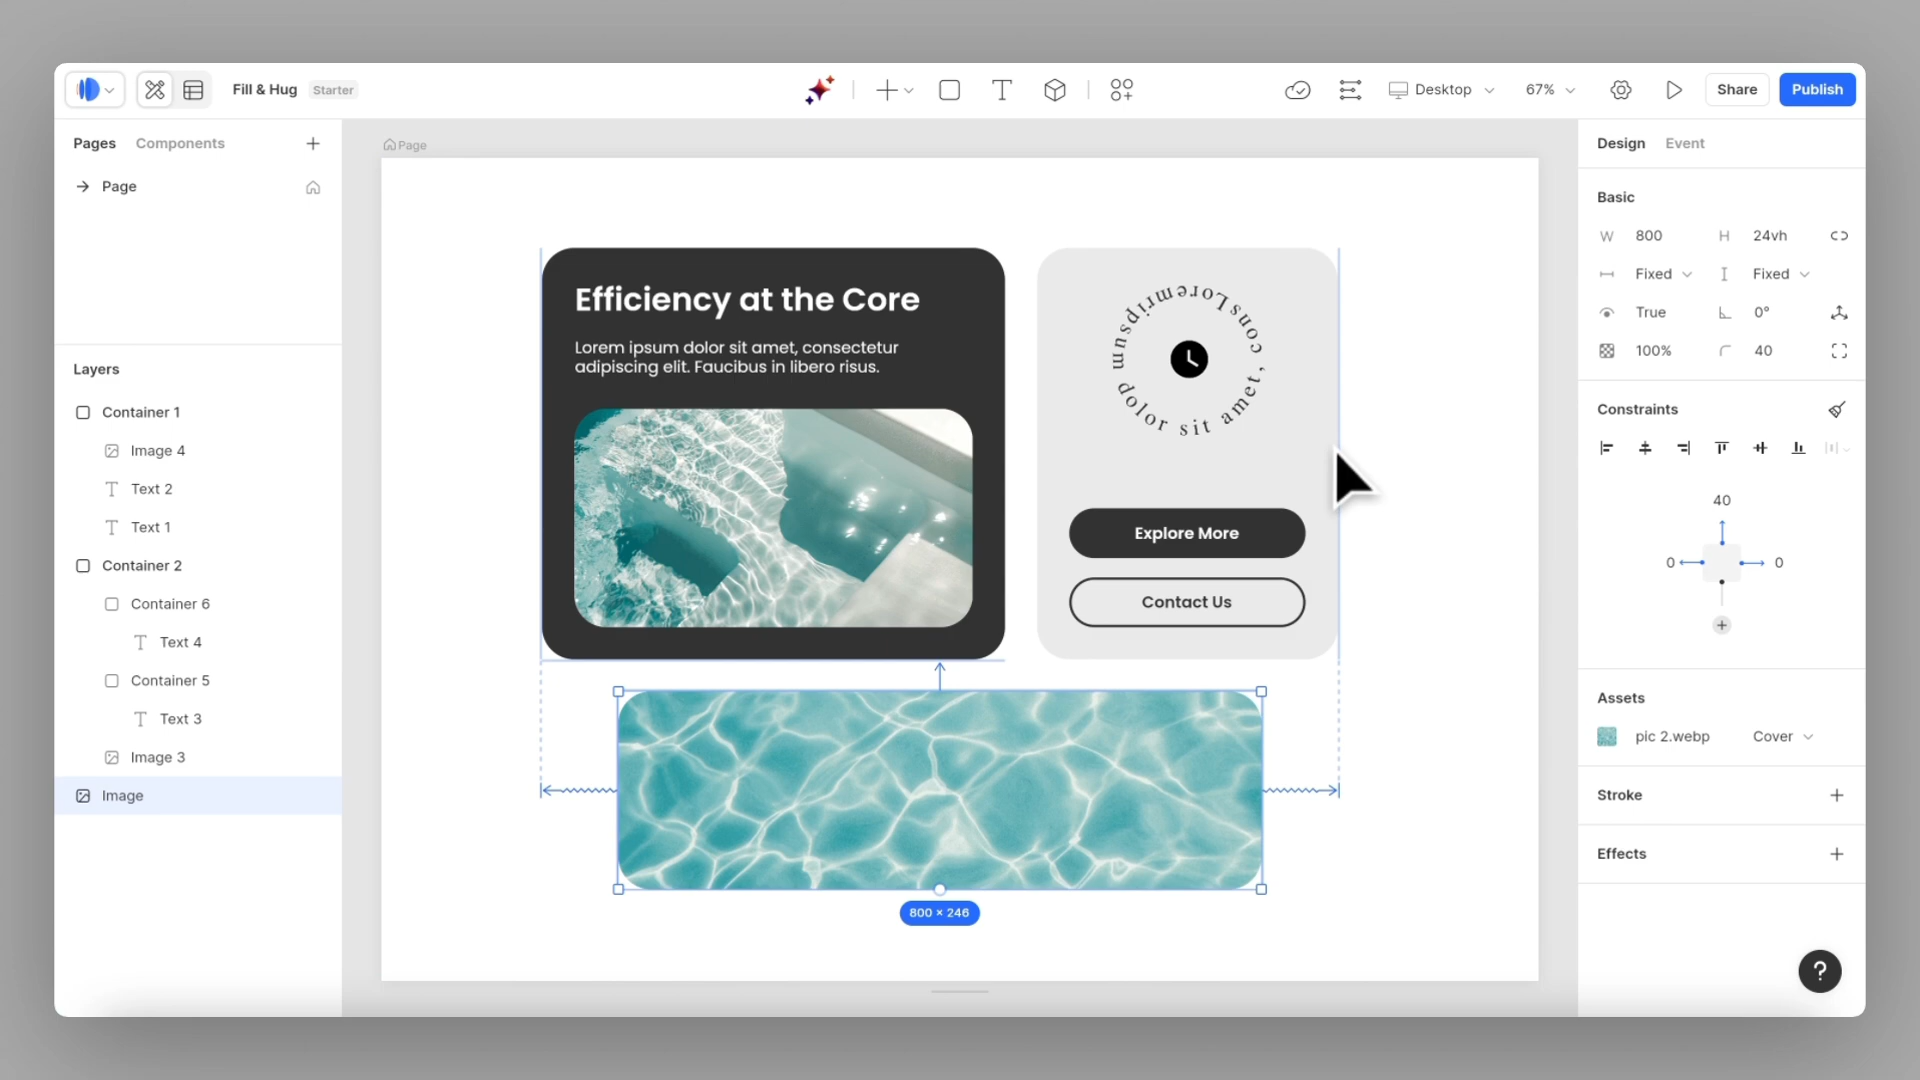 Fill & Hug Starter
Desktop 67% Share Publish
Pages Components
Page
Layers
Container 1
Image 4
Text 2
Text 1
Container 2
Container 6
Text 4
Container 5
Text 3
Image 3
Image
Page
Efficiency at the Core
Lorem ipsum dolor sit amet, consectetur
adipiscing elit. Faucibus in libero risus.
Loremripsum dolor sit amet, cons
Explore More
Contact Us
800 × 246
Design Event
Basic
W 800 H 24vh
Fixed Fixed
True 0°
100% 40
Constraints
40
0 0
Assets
pic 2.webp Cover
Stroke
Effects
?